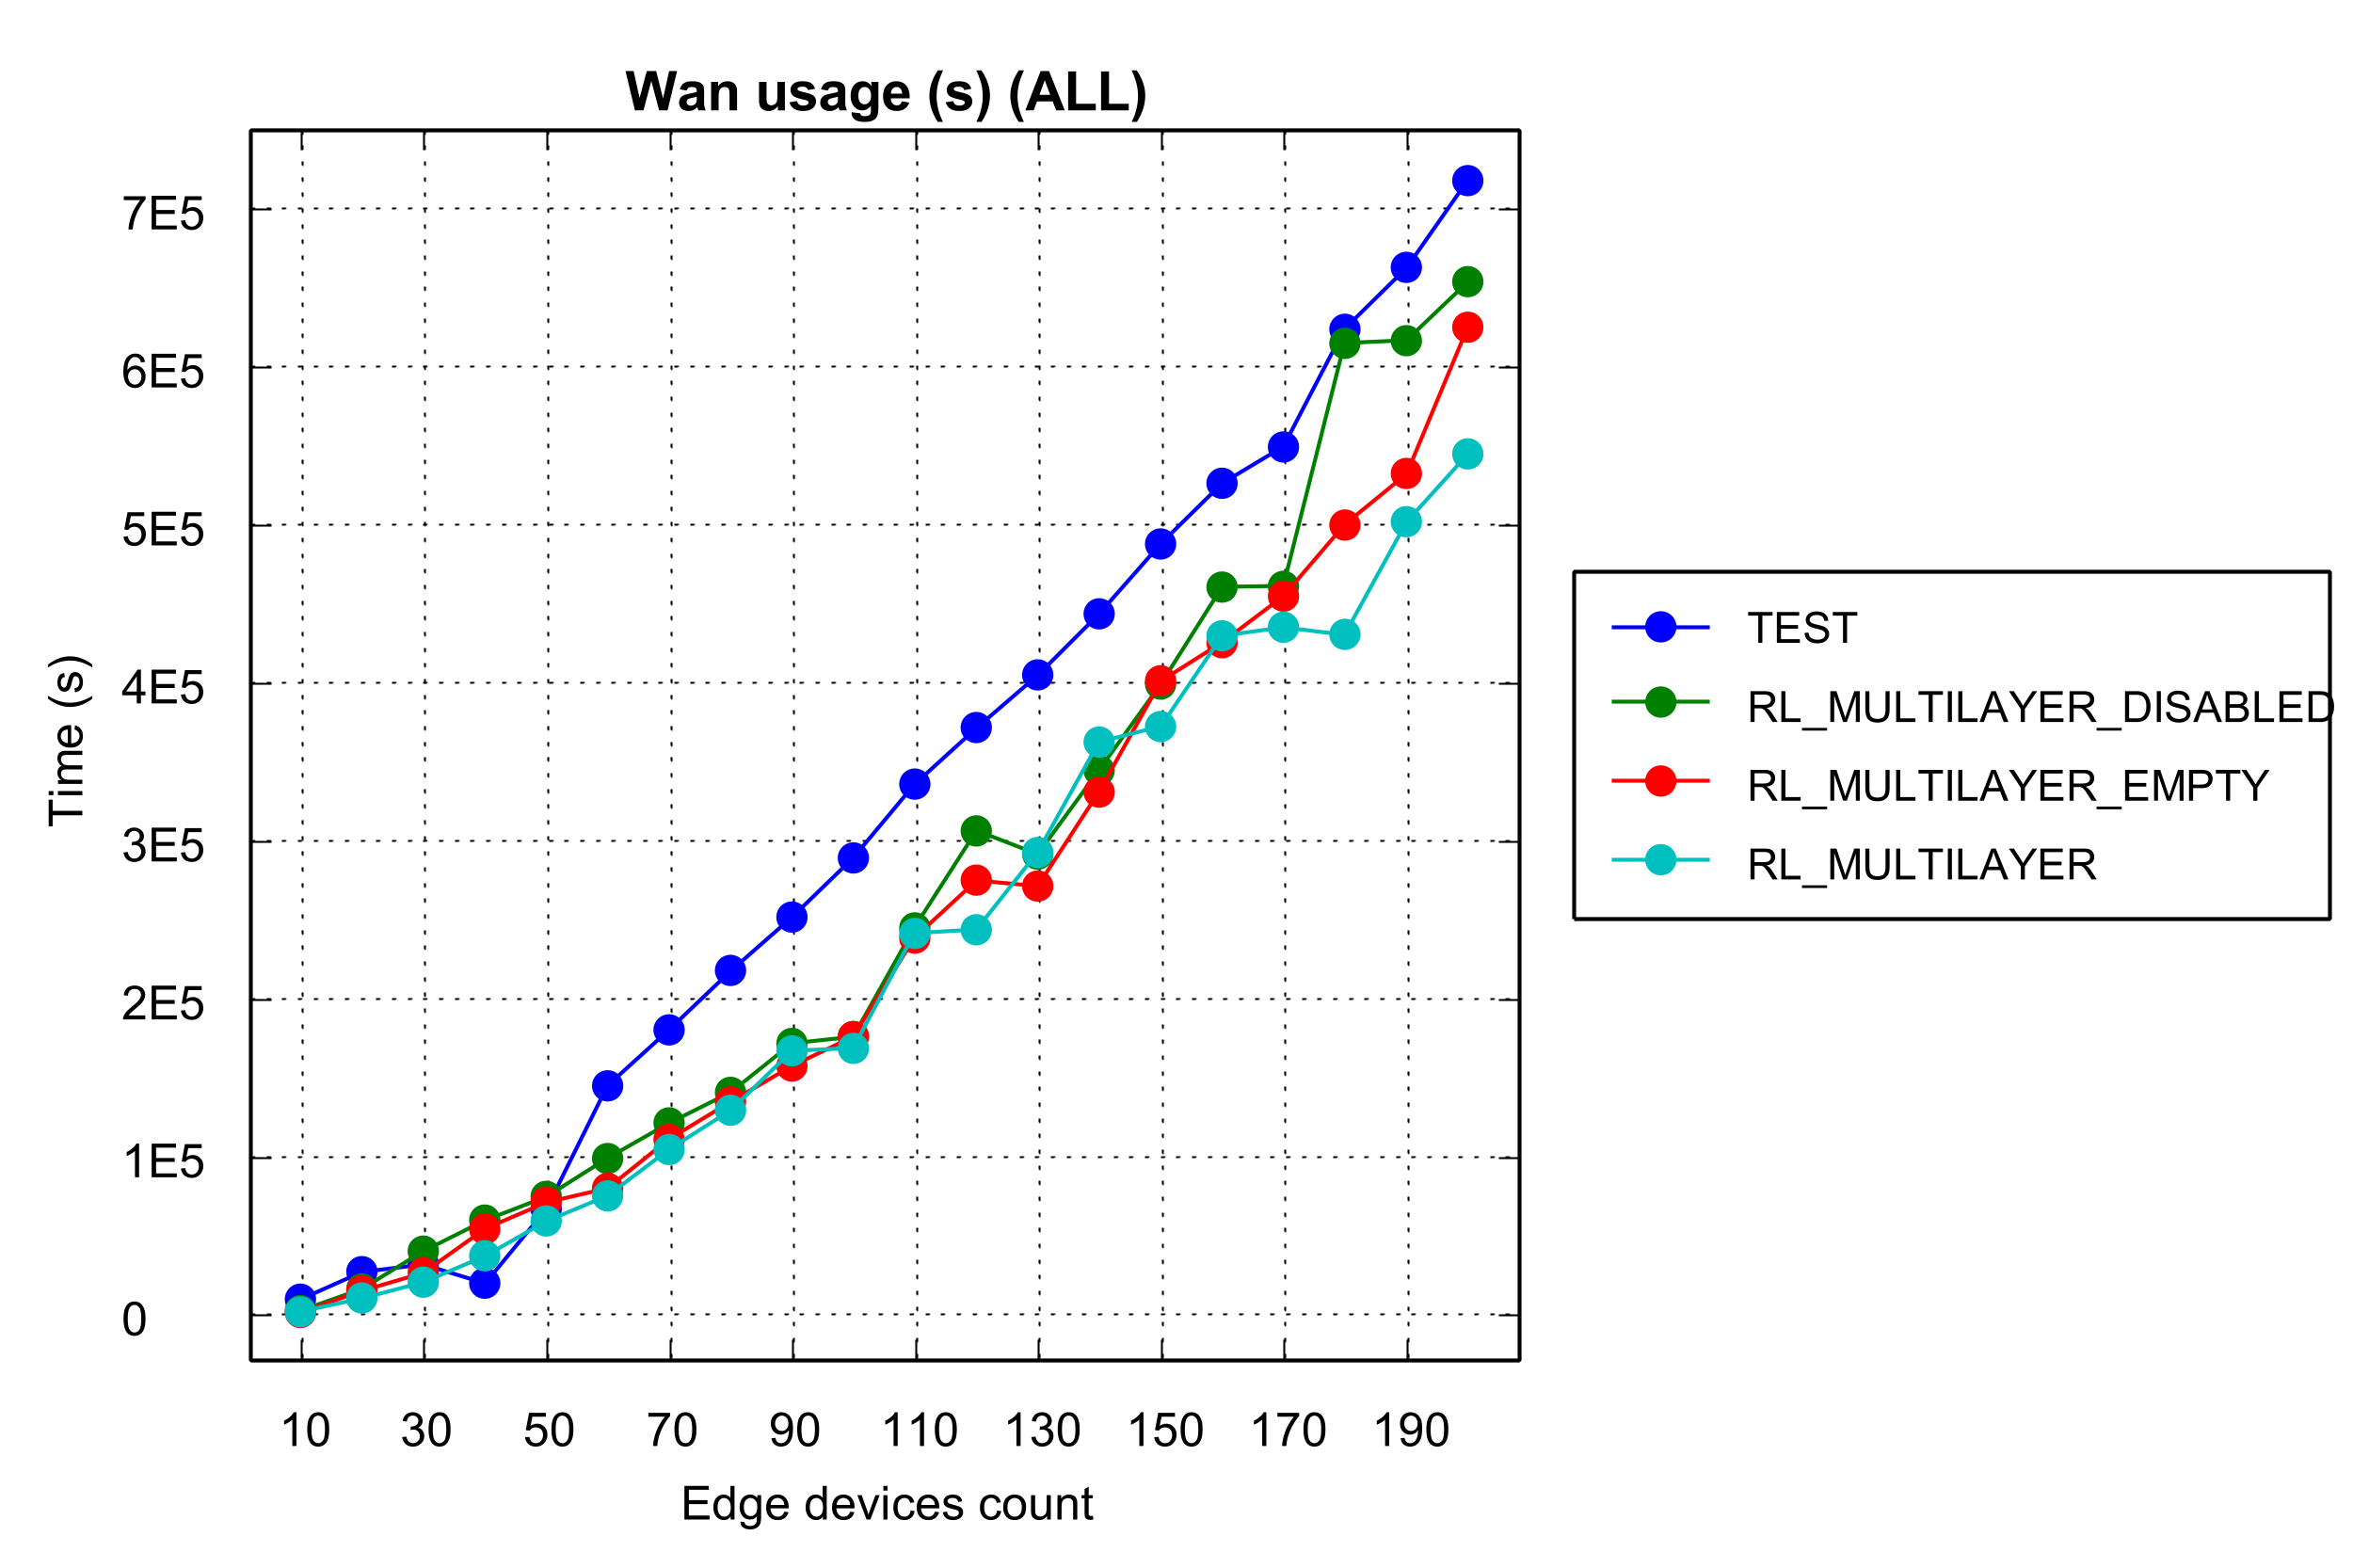 Wan usage (s) (ALL)
7E5
6E5
5E5
4E5
3E5
2E5
1E5
0
Time (s)
10 30 50 70 90 110 130 150 170 190
Edge devices count
TEST
RL_MULTILAYER_DISABLED
RL_MULTILAYER_EMPTY
RL_MULTILAYER